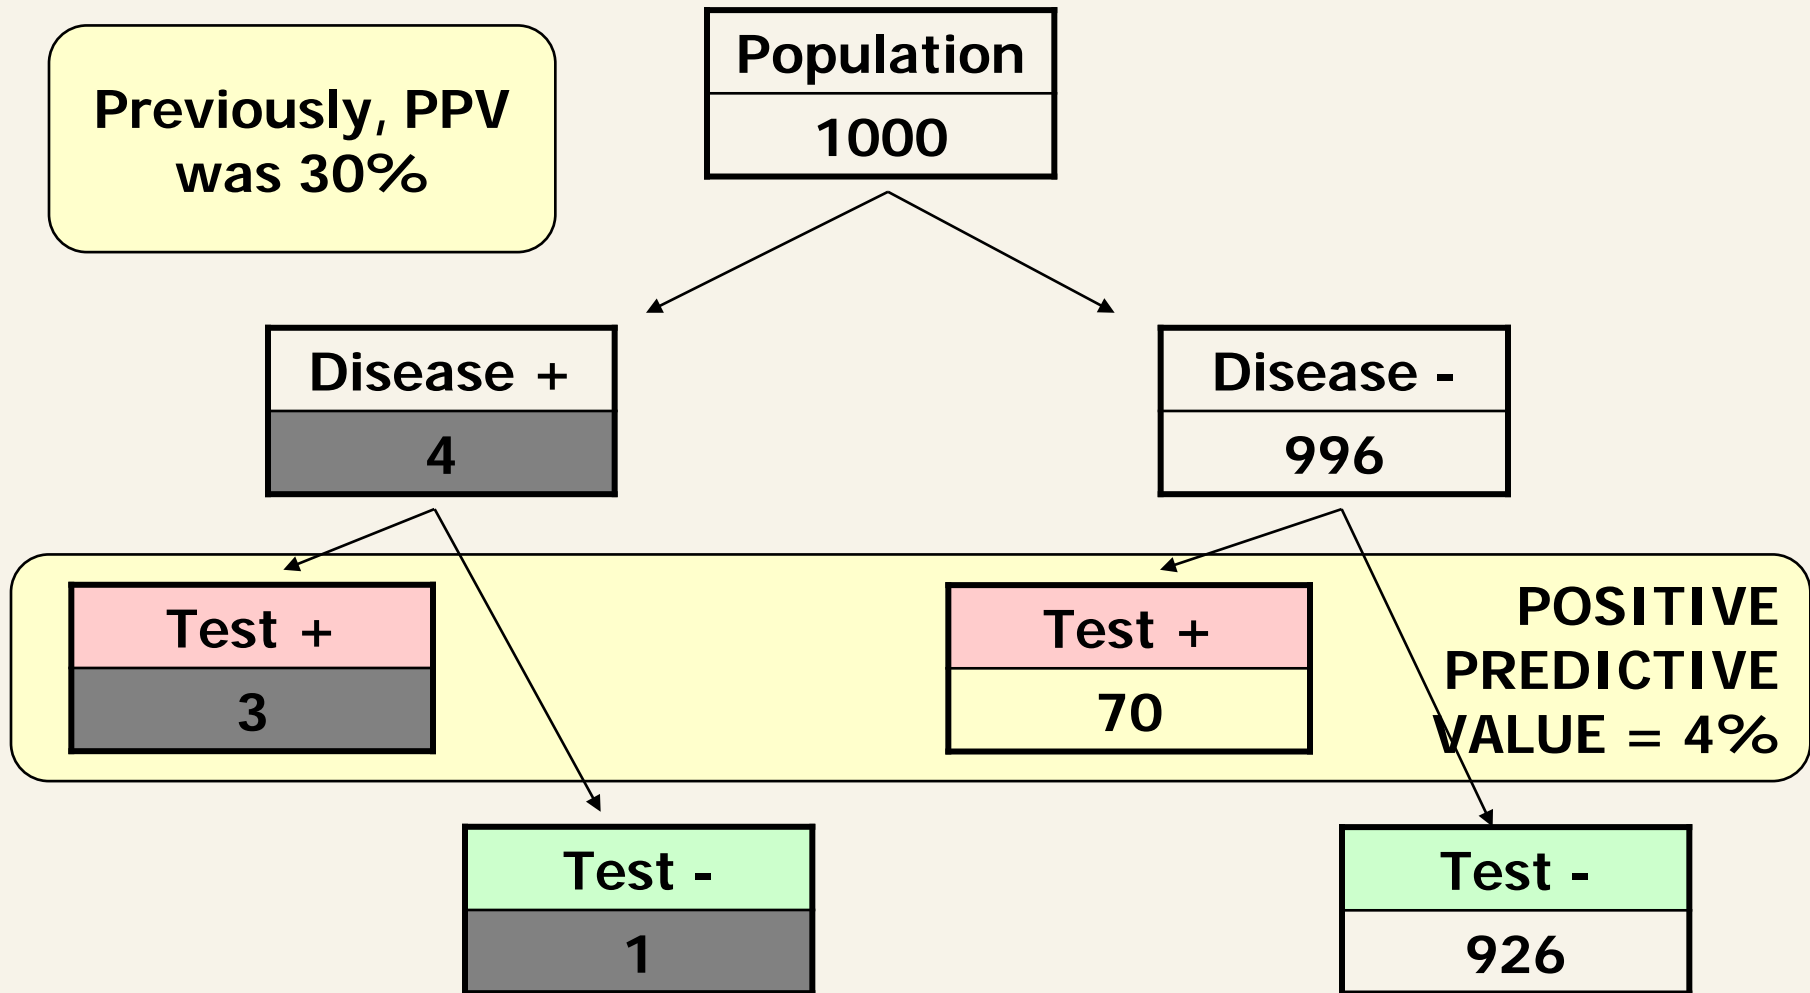 Previously, PPV
was 30%
Population
1000
Disease +
4
Disease -
996
Test +
3
Test +
70
POSITIVE
PREDICTIVE
VALUE = 4%
Test -
1
Test -
926